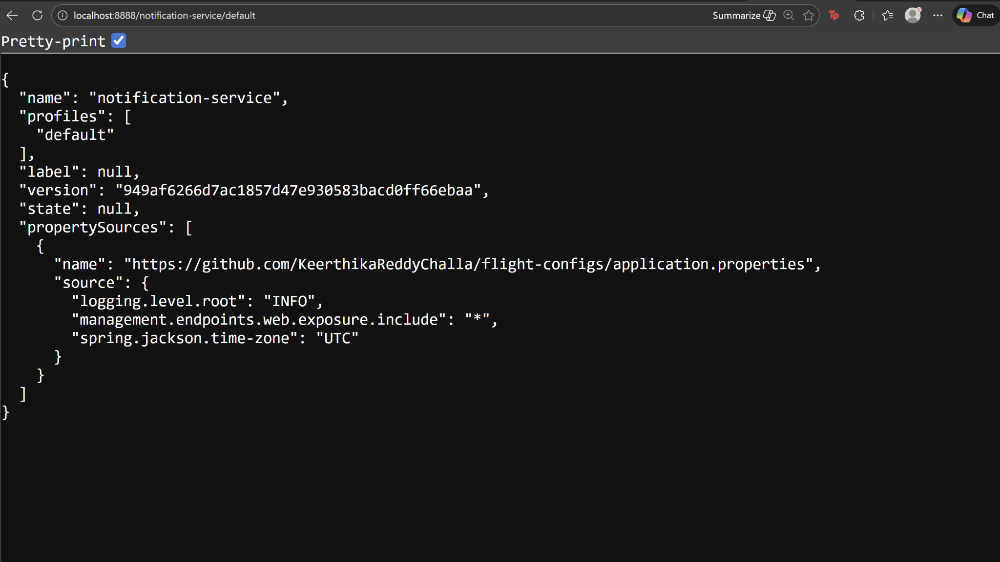 localhost:8888/notification-service/default
Summarize
Tp
Chat
Pretty-print
{
  "name": "notification-service",
  "profiles": [
    "default"
  ],
  "label": null,
  "version": "949af6266d7ac1857d47e930583bacd0ff66ebaa",
  "state": null,
  "propertySources": [
    {
      "name": "https://github.com/KeerthikaReddyChalla/flight-configs/application.properties",
      "source": {
        "logging.level.root": "INFO",
        "management.endpoints.web.exposure.include": "*",
        "spring.jackson.time-zone": "UTC"
      }
    }
  ]
}